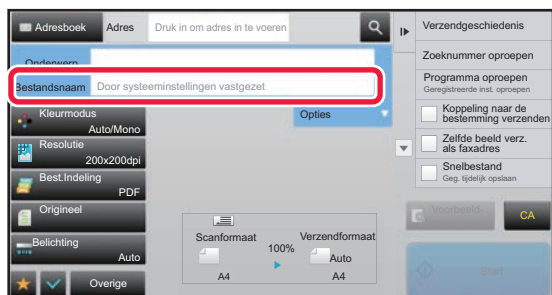 Adresboek
Adres
Druk in om adres in te voeren
Onderwerp
Bestandsnaam
Door systeeminstellingen vastgezet
Kleurmodus
Auto/Mono
Opties
Resolutie
200x200dpi
Best.Indeling
PDF
Origineel
Belichting
Auto
Overige
Scanformaat
100%
Verzendformaat
A4
Auto
A4
Verzendgeschiedenis
Zoeknummer oproepen
Programma oproepen
Geregistreerde inst. oproepen
Koppeling naar de
bestemming verzenden
Zelfde beeld verz.
als faxadres
Snelbestand
Geg. tijdelijk opslaan
Voorbeeld-
CA
Start